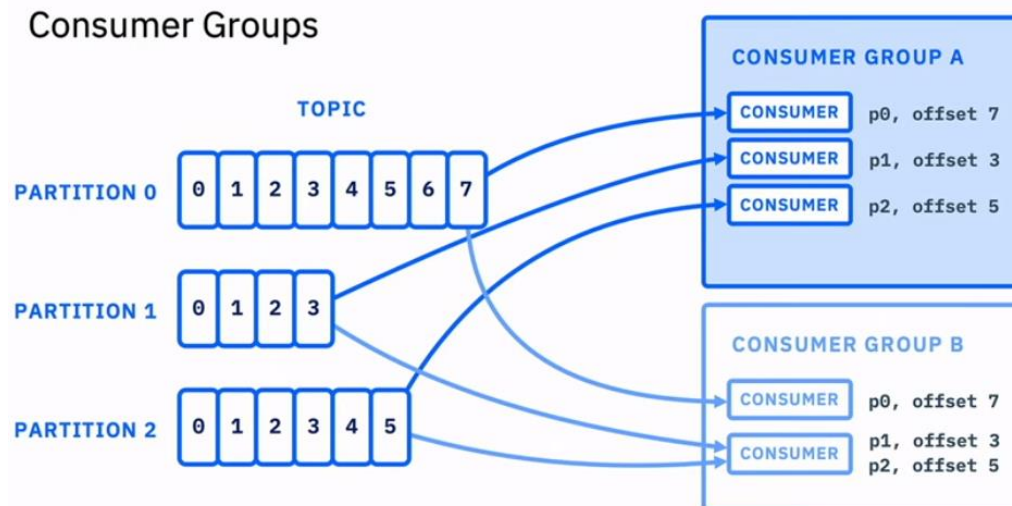 Consumer Groups
TOPIC
PARTITION 0
0 1 2 3 4 5 6 7
PARTITION 1
0 1 2 3
PARTITION 2
0 1 2 3 4 5
CONSUMER GROUP A
CONSUMER p0, offset 7
CONSUMER p1, offset 3
CONSUMER p2, offset 5
CONSUMER GROUP B
CONSUMER p0, offset 7
CONSUMER p1, offset 3
p2, offset 5